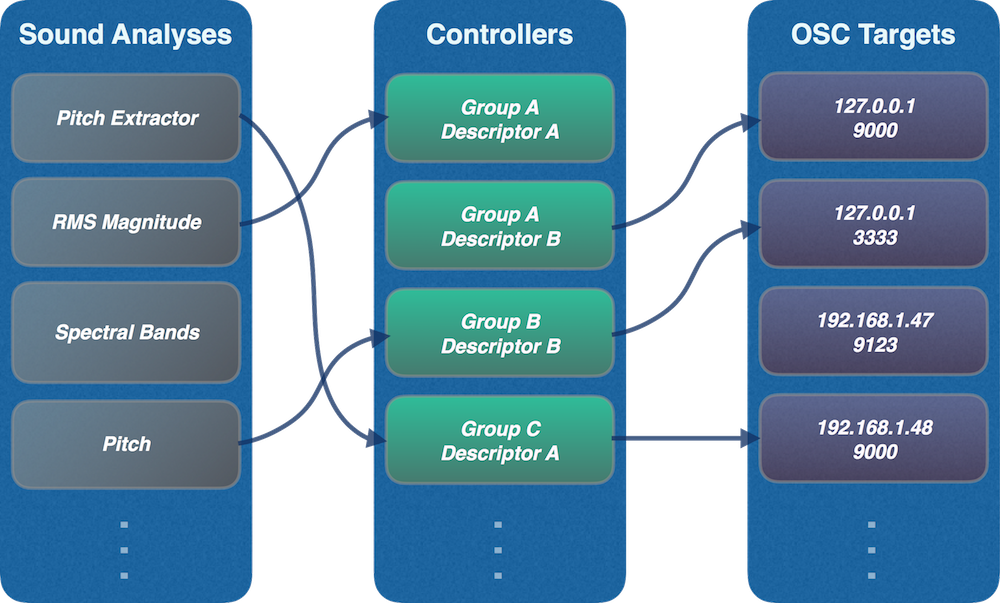 Sound Analyses
Pitch Extractor
RMS Magnitude
Spectral Bands
Pitch
Controllers
Group A
Descriptor A
Group A
Descriptor B
Group B
Descriptor B
Group C
Descriptor A
OSC Targets
127.0.0.1
9000
127.0.0.1
3333
192.168.1.47
9123
192.168.1.48
9000